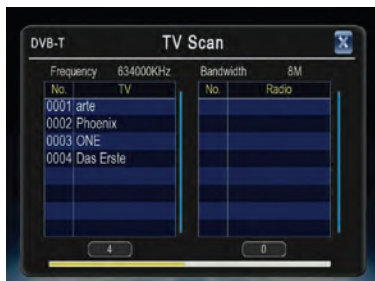 DVB-T TV Scan X
Frequency 634000KHz Bandwidth 8M
No. TV No. Radio
0001 arte
0002 Phoenix
0003 ONE
0004 Das Erste
4 0